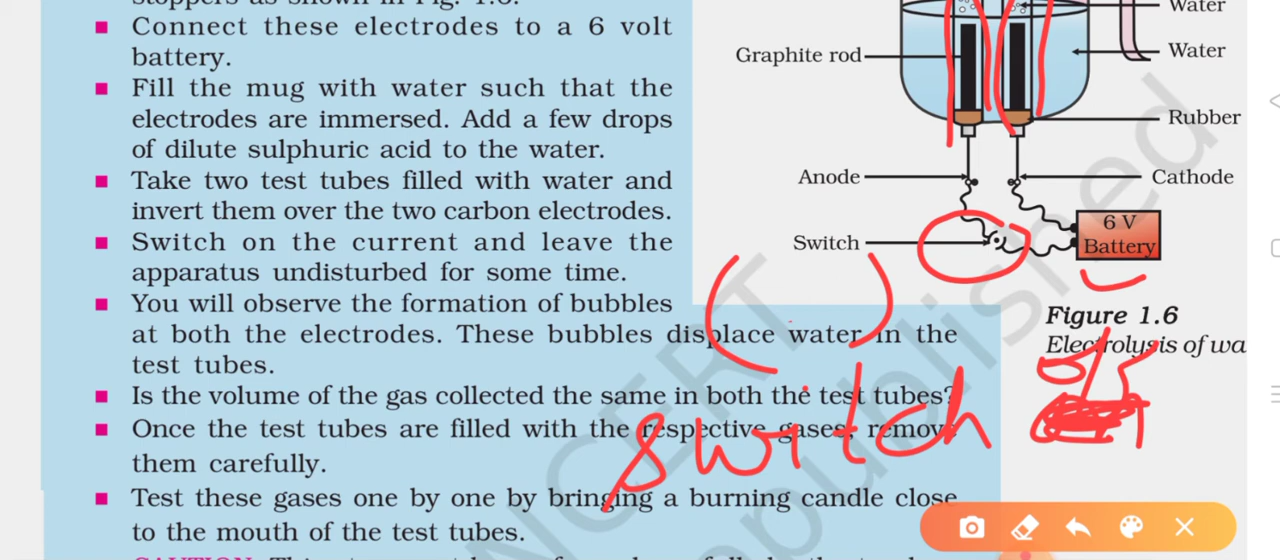 stoppers as shown in Fig. 1.6.
Connect these electrodes to a 6 volt
battery.
Fill the mug with water such that the
electrodes are immersed. Add a few drops
of dilute sulphuric acid to the water.
Take two test tubes filled with water and
invert them over the two carbon electrodes.
Switch on the current and leave the
apparatus undisturbed for some time.
You will observe the formation of bubbles
at both the electrodes. These bubbles displace water in the
test tubes.
Is the volume of the gas collected the same in both the test tubes?
Once the test tubes are filled with the respective gases, remove
them carefully.
Test these gases one by one by bringing a burning candle close
to the mouth of the test tubes.
Water
Graphite rod
Water
Rubber
Anode
Cathode
Switch
6 V
Battery
Figure 1.6
Electrolysis of wa
switch
NCERT
published